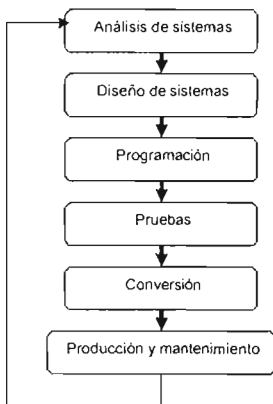 Análisis de sistemas
Diseño de sistemas
Programación
Pruebas
Conversión
Producción y mantenimiento